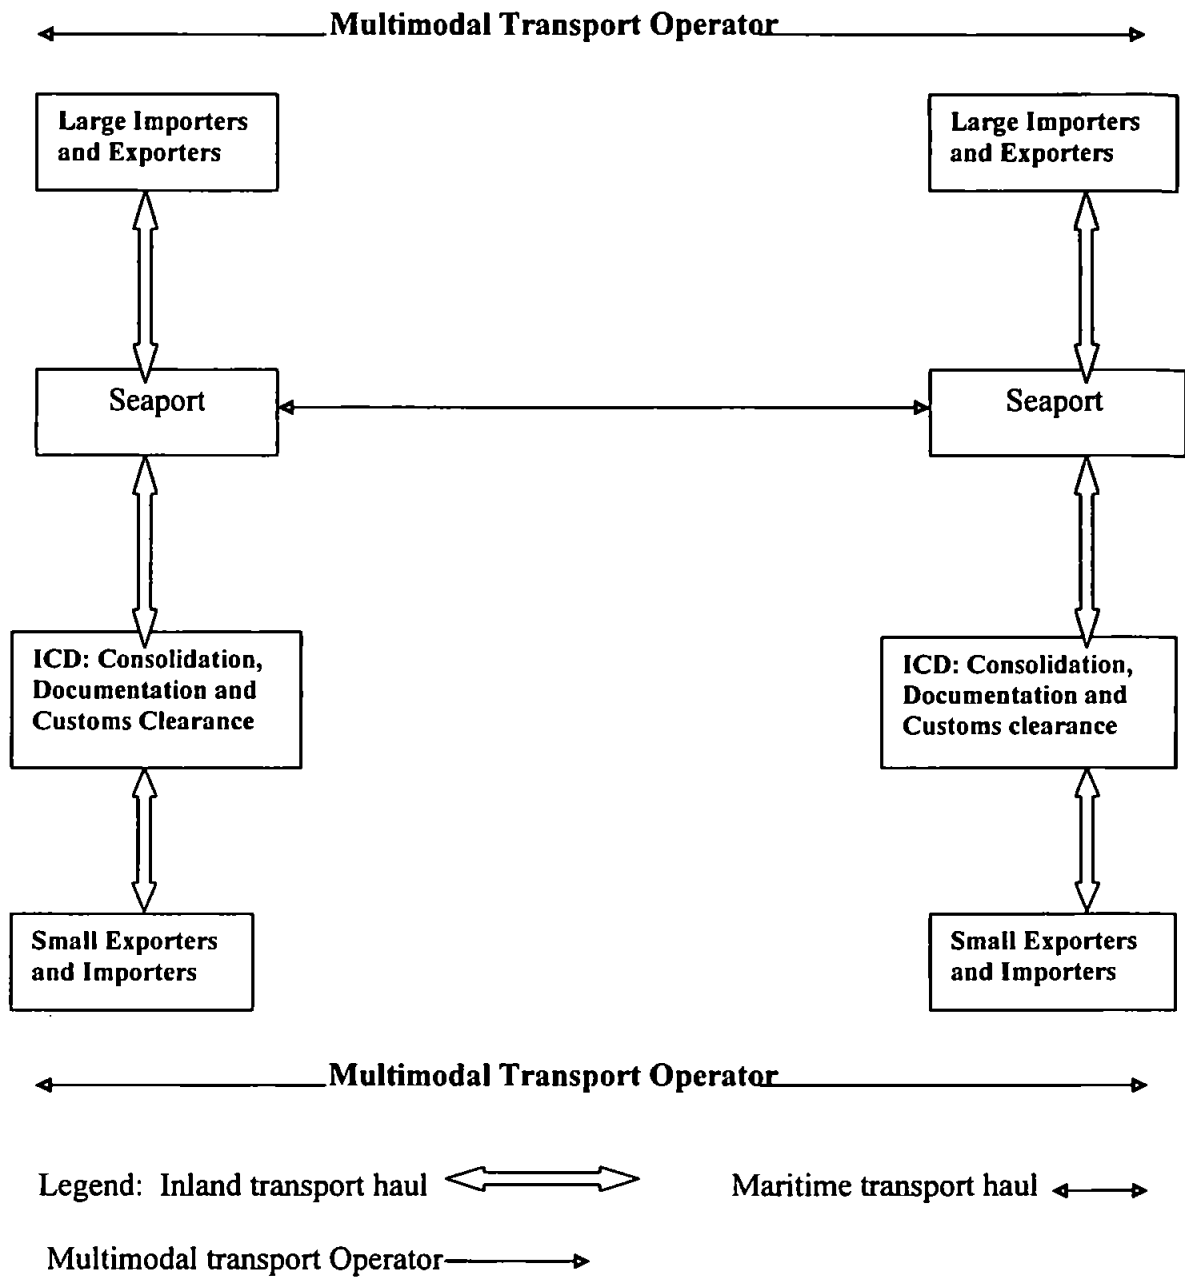 Multimodal Transport Operator
Large Importers
and Exporters
Large Importers
and Exporters
Seaport
Seaport
ICD: Consolidation,
Documentation and
Customs Clearance
ICD: Consolidation,
Documentation and
Customs clearance
Small Exporters
and Importers
Small Exporters
and Importers
Multimodal Transport Operator
Legend: Inland transport haul
Maritime transport haul
Multimodal transport Operator